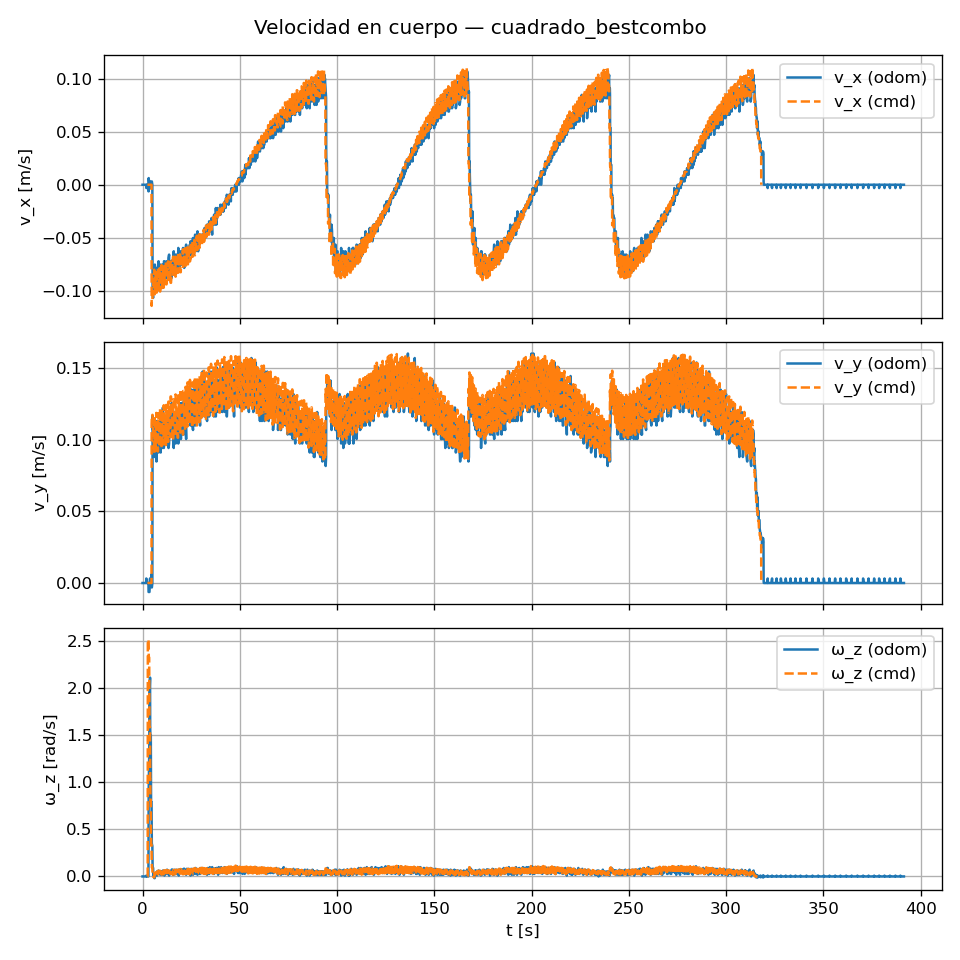 Velocidad en cuerpo — cuadrado_bestcombo
v_x [m/s]
0.10
0.05
0.00
−0.05
−0.10
v_x (odom)
v_x (cmd)
v_y [m/s]
0.15
0.10
0.05
0.00
v_y (odom)
v_y (cmd)
ω_z [rad/s]
2.5
2.0
1.5
1.0
0.5
0.0
ω_z (odom)
ω_z (cmd)
0 50 100 150 200 250 300 350 400
t [s]